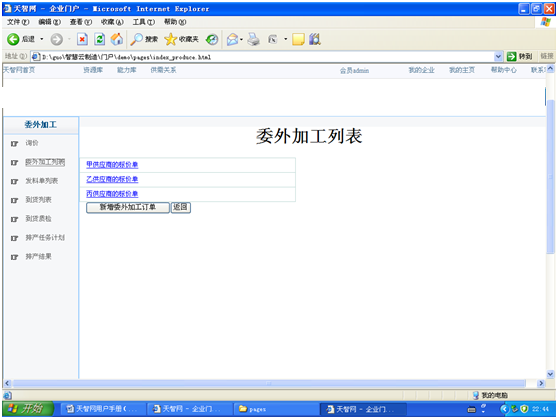 天智网 - 企业门户 - Microsoft Internet Explorer
文件(F) 编辑(E) 查看(V) 收藏(A) 工具(T) 帮助(H)
后退 搜索 收藏夹
地址(D) D:\guo\智慧云制造\门户\demo\pages\index_produce.html 转到 链接
天智网首页 资源库 能力库 供需关系 会员admin 我的企业 我的主页 帮助中心 联系
委外加工
委外加工列表
询价
委外加工列表
甲供应商的标价单
乙供应商的标价单
发料单列表
丙供应商的标价单
到货列表
新增委外加工订单 返回
到货质检
排产任务计划
排产结果
我的电脑
开始 天智网用户手册( 天智网 - 企业门... pages 天智网 - 企业门... 22:44